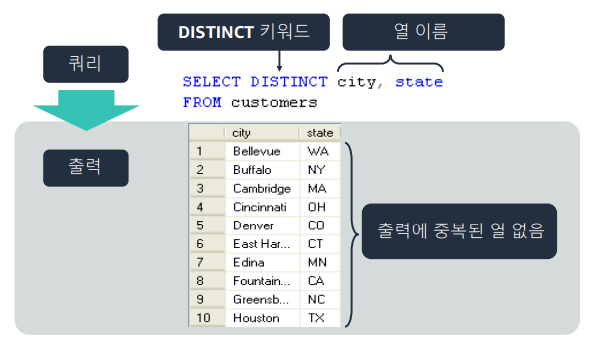 DISTINCT 키워드
열 이름
쿼리
SELECT DISTINCT city, state
FROM customers
출력
city state
1 Bellevue WA
2 Buffalo NY
3 Cambridge MA
4 Cincinnati OH
5 Denver CO
6 East Har... CT
7 Edina MN
8 Fountain... CA
9 Greensb... NC
10 Houston TX
출력에 중복된 열 없음